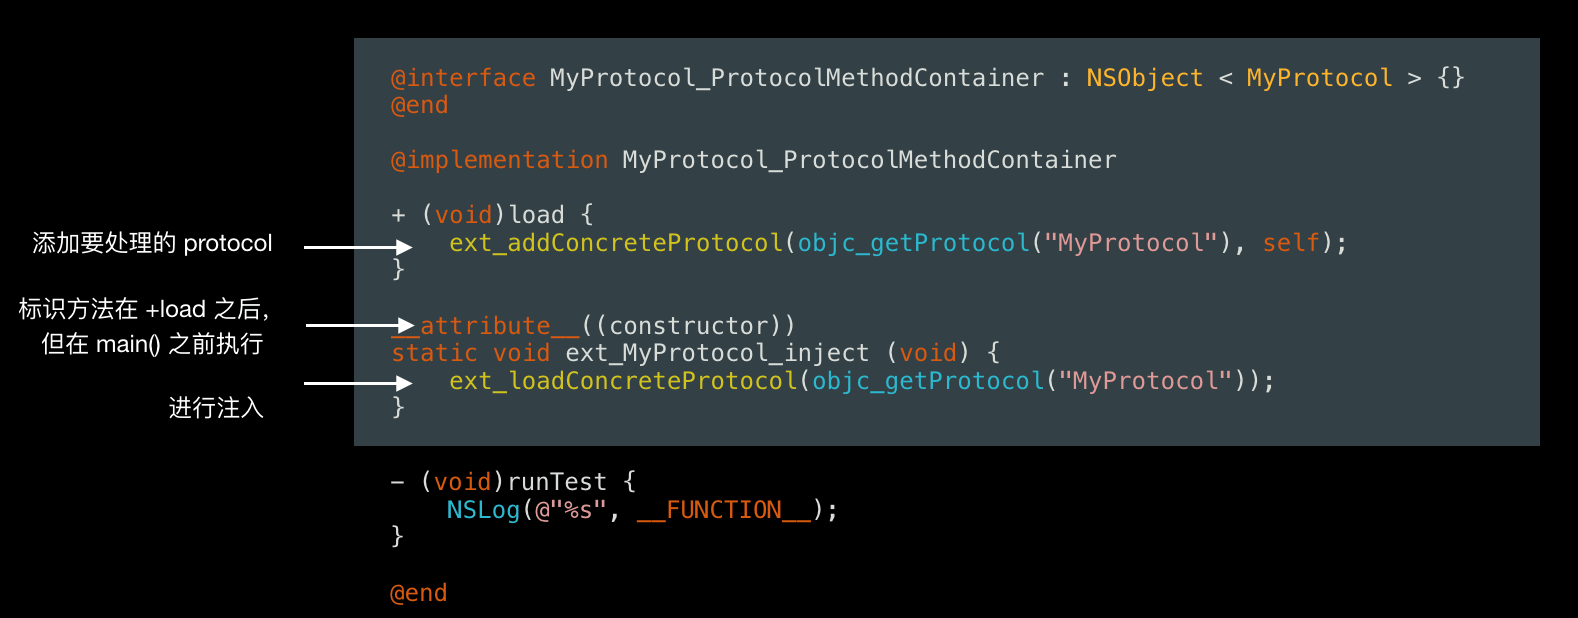 @interface MyProtocol_ProtocolMethodContainer : NSObject < MyProtocol > {}
@end
@implementation MyProtocol_ProtocolMethodContainer
+ (void)load {
添加要处理的 protocol
ext_addConcreteProtocol(objc_getProtocol("MyProtocol"), self);
}
标识方法在 +load 之后，
但在 main() 之前执行
__attribute__((constructor))
static void ext_MyProtocol_inject (void) {
ext_loadConcreteProtocol(objc_getProtocol("MyProtocol"));
进行注入
}
- (void)runTest {
NSLog(@"%s", __FUNCTION__);
}
@end